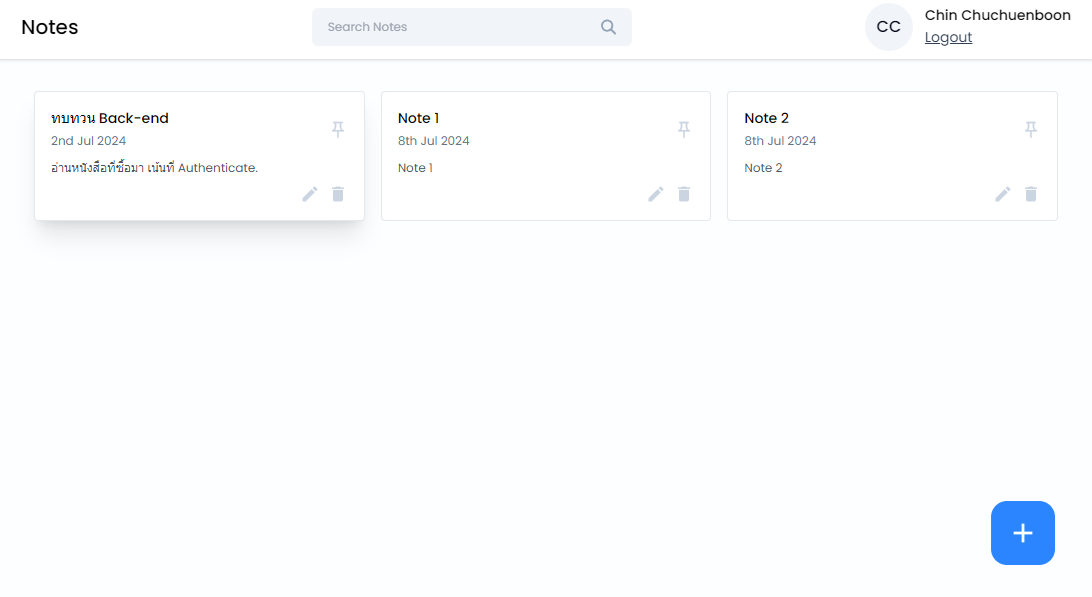 Notes
Search Notes
CC
Chin Chuchuenboon
Logout
ทบทวน Back-end
2nd Jul 2024
อ่านหนังสือที่ซื้อมา เน้นที่ Authenticate.
Note 1
8th Jul 2024
Note 1
Note 2
8th Jul 2024
Note 2